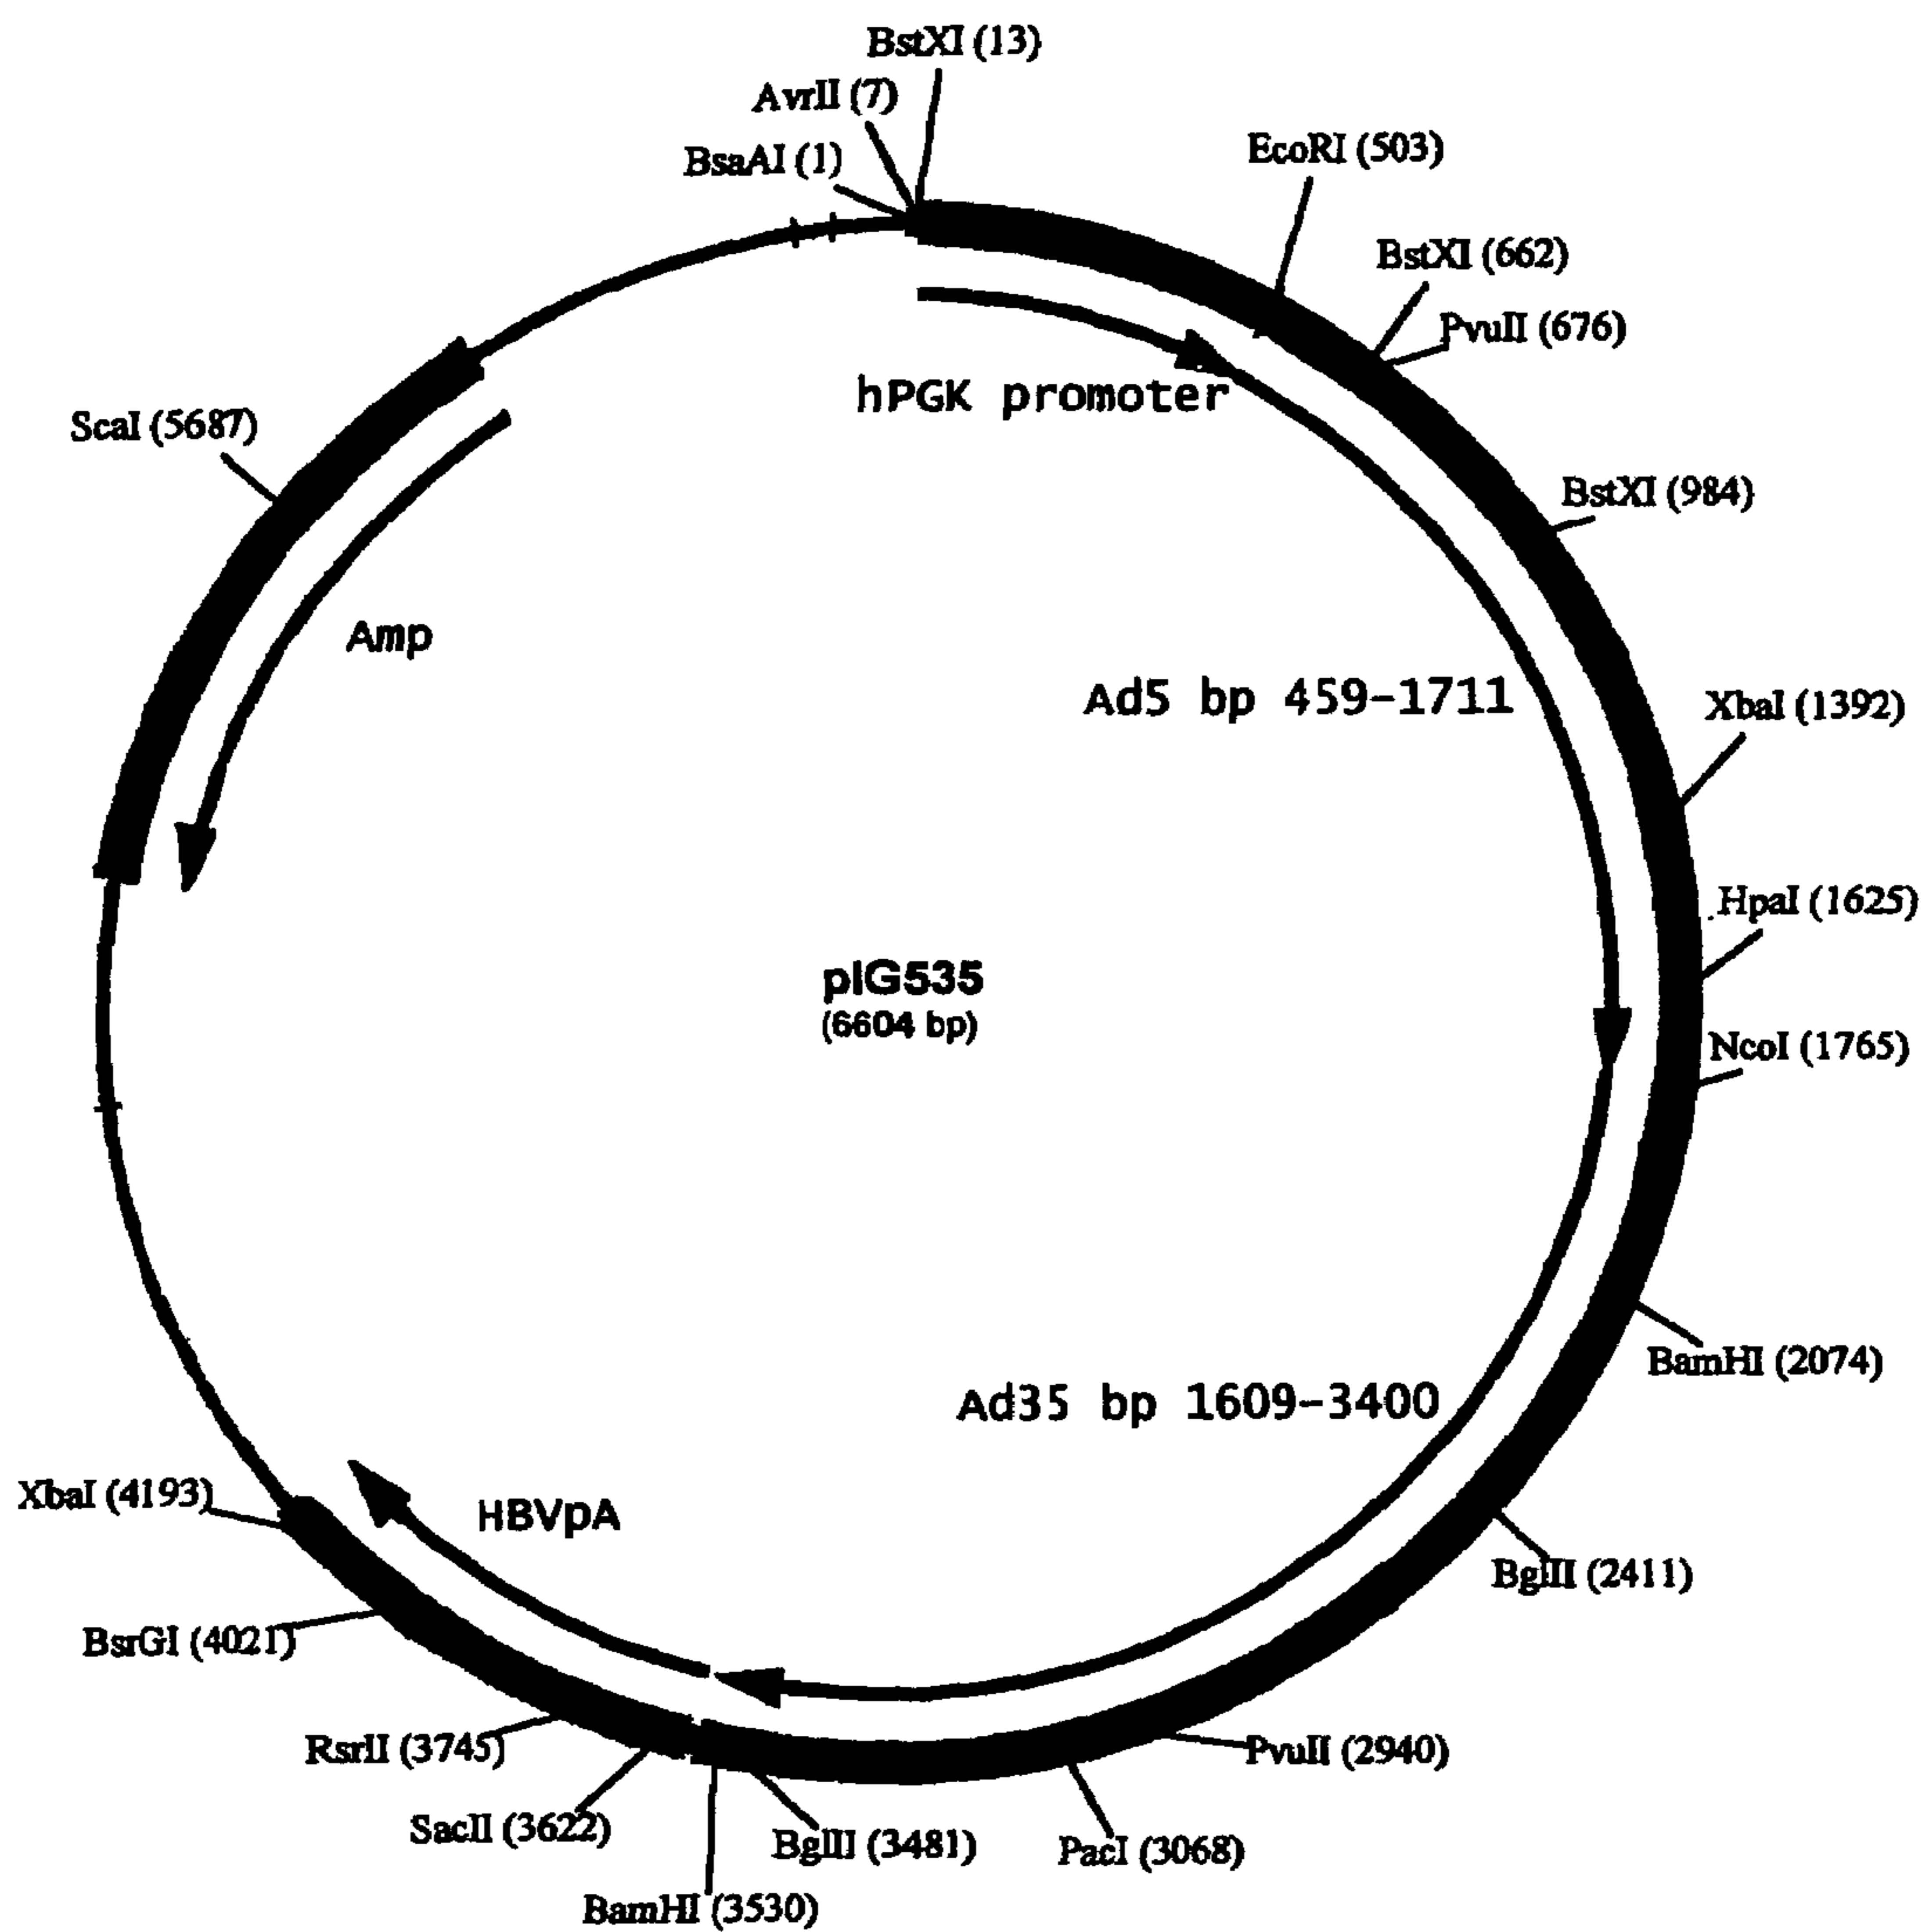 BstXI (13)
AvrII (7)
BsaAI (1)
EcoRI (503)
BstXI (662)
PvuII (676)
hPGK promoter
ScaI (5687)
BstXI (984)
Amp
Ad5 bp 459-1711
XbaI (1392)
HpaI (1625)
pIG535
(6604 bp)
NcoI (1765)
BamHI (2074)
Ad35 bp 1609-3400
XbaI (4193)
HBVpA
BglII (2411)
BsrGI (4021)
RsrII (3745)
PvuII (2940)
SacII (3622)
BglII (3481)
PacI (3068)
BamHI (3530)